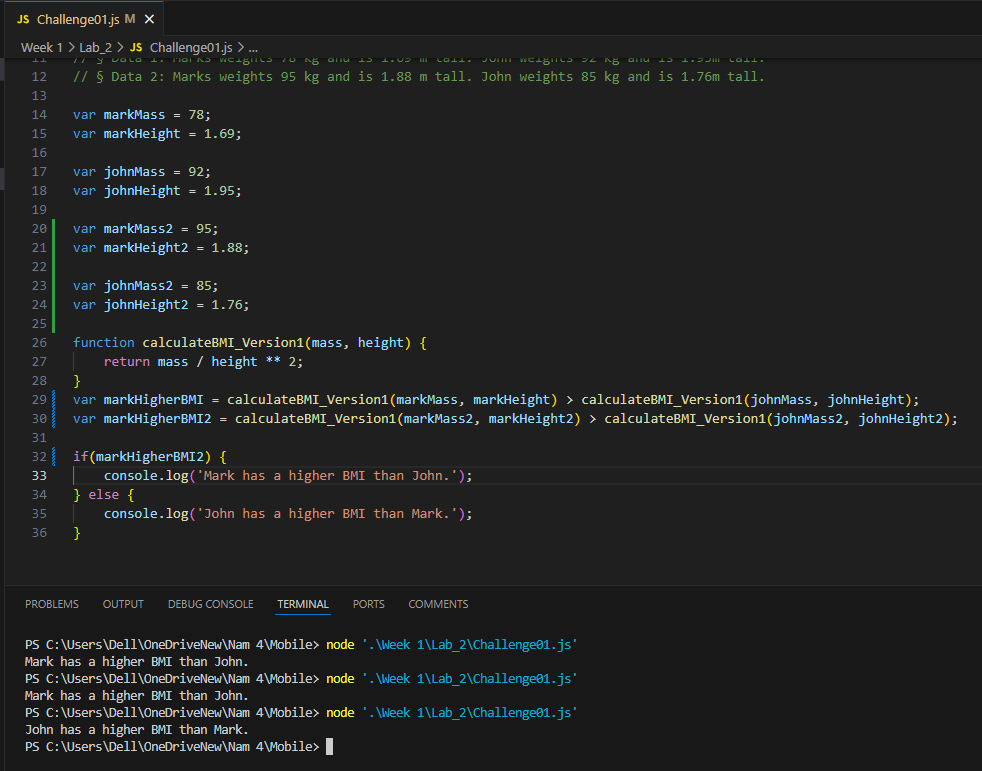 JS Challenge01.js M ×
Week 1 > Lab_2 > JS Challenge01.js > ...
11 // § Data 1: Marks weights 78 kg and is 1.69 m tall. John weights 92 kg and is 1.95m tall.
12 // § Data 2: Marks weights 95 kg and is 1.88 m tall. John weights 85 kg and is 1.76m tall.
13
14 var markMass = 78;
15 var markHeight = 1.69;
16
17 var johnMass = 92;
18 var johnHeight = 1.95;
19
20 var markMass2 = 95;
21 var markHeight2 = 1.88;
22
23 var johnMass2 = 85;
24 var johnHeight2 = 1.76;
25
26 function calculateBMI_Version1(mass, height) {
27 return mass / height ** 2;
28 }
29 var markHigherBMI = calculateBMI_Version1(markMass, markHeight) > calculateBMI_Version1(johnMass, johnHeight);
30 var markHigherBMI2 = calculateBMI_Version1(markMass2, markHeight2) > calculateBMI_Version1(johnMass2, johnHeight2);
31
32 if(markHigherBMI2) {
33 console.log('Mark has a higher BMI than John.');
34 } else {
35 console.log('John has a higher BMI than Mark.');
36 }
PROBLEMS OUTPUT DEBUG CONSOLE TERMINAL PORTS COMMENTS
PS C:\Users\Dell\OneDriveNew\Nam 4\Mobile> node '.\Week 1\Lab_2\Challenge01.js'
Mark has a higher BMI than John.
PS C:\Users\Dell\OneDriveNew\Nam 4\Mobile> node '.\Week 1\Lab_2\Challenge01.js'
Mark has a higher BMI than John.
PS C:\Users\Dell\OneDriveNew\Nam 4\Mobile> node '.\Week 1\Lab_2\Challenge01.js'
John has a higher BMI than Mark.
PS C:\Users\Dell\OneDriveNew\Nam 4\Mobile>